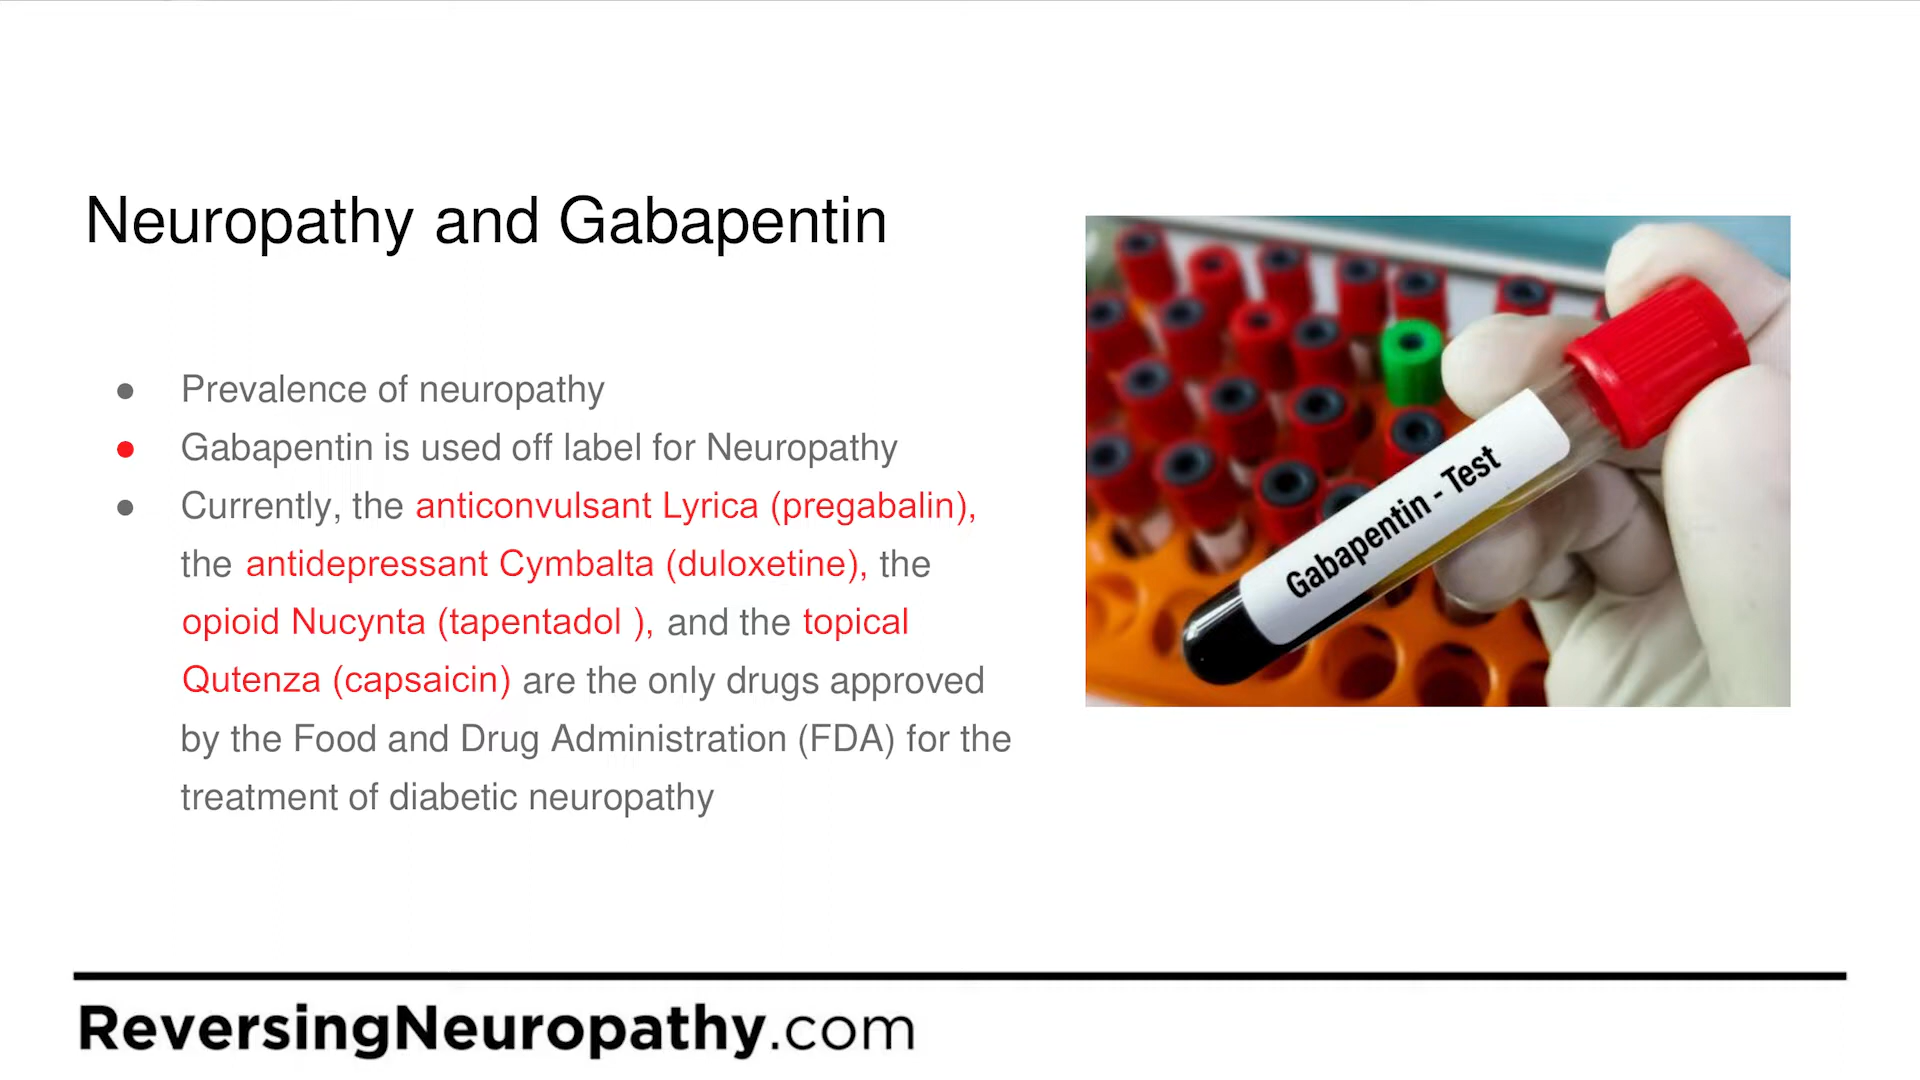 Neuropathy and Gabapentin
● Prevalence of neuropathy
● Gabapentin is used off label for Neuropathy
● Currently, the anticonvulsant Lyrica (pregabalin),
the antidepressant Cymbalta (duloxetine), the
opioid Nucynta (tapentadol ), and the topical
Qutenza (capsaicin) are the only drugs approved
by the Food and Drug Administration (FDA) for the
treatment of diabetic neuropathy
Gabapentin - Test
ReversingNeuropathy.com